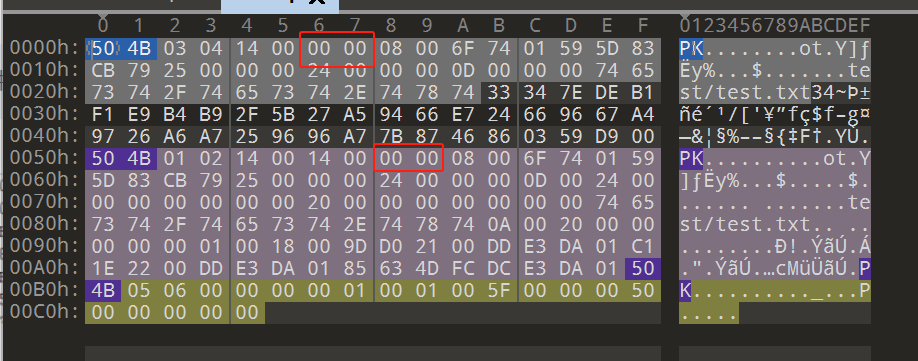 0 1 2 3 4 5 6 7 8 9 A B C D E F 0123456789ABCDEF
0000h: 50 4B 03 04 14 00 00 00 08 00 6F 74 01 59 5D 83 PK........ot.Y]ƒ
0010h: CB 79 25 00 00 00 24 00 00 00 0D 00 00 00 74 65 Ëy%...$.......te
0020h: 73 74 2F 74 65 73 74 2E 74 78 74 33 34 7E DE B1 st/test.txt34~Þ±
0030h: F1 E9 B4 B9 2F 5B 27 A5 94 66 E7 24 66 96 67 A4 ñé´¹/['¥”fç$f–g¤
0040h: 97 26 A6 A7 25 96 96 A7 7B 87 46 86 03 59 D9 00 —&¦§%––§{‡F†.YÙ.
0050h: 50 4B 01 02 14 00 14 00 00 00 08 00 6F 74 01 59 PK..........ot.Y
0060h: 5D 83 CB 79 25 00 00 00 24 00 00 00 0D 00 24 00 ]ƒËy%...$.....$.
0070h: 00 00 00 00 00 20 00 00 00 00 00 00 00 74 65 ..... .......te
0080h: 73 74 2F 74 65 73 74 2E 74 78 74 0A 00 20 00 00 st/test.txt.. ..
0090h: 00 00 00 01 00 18 00 9D D0 21 00 DD E3 DA 01 C1 ........Ð!.ÝãÚ.Á
00A0h: 1E 22 00 DD E3 DA 01 85 63 4D FC DC E3 DA 01 50 .".ÝãÚ.…cMüÜãÚ.P
00B0h: 4B 05 06 00 00 00 00 01 00 01 00 5F 00 00 00 50 K.........._...P
00C0h: 00 00 00 00 00 .....